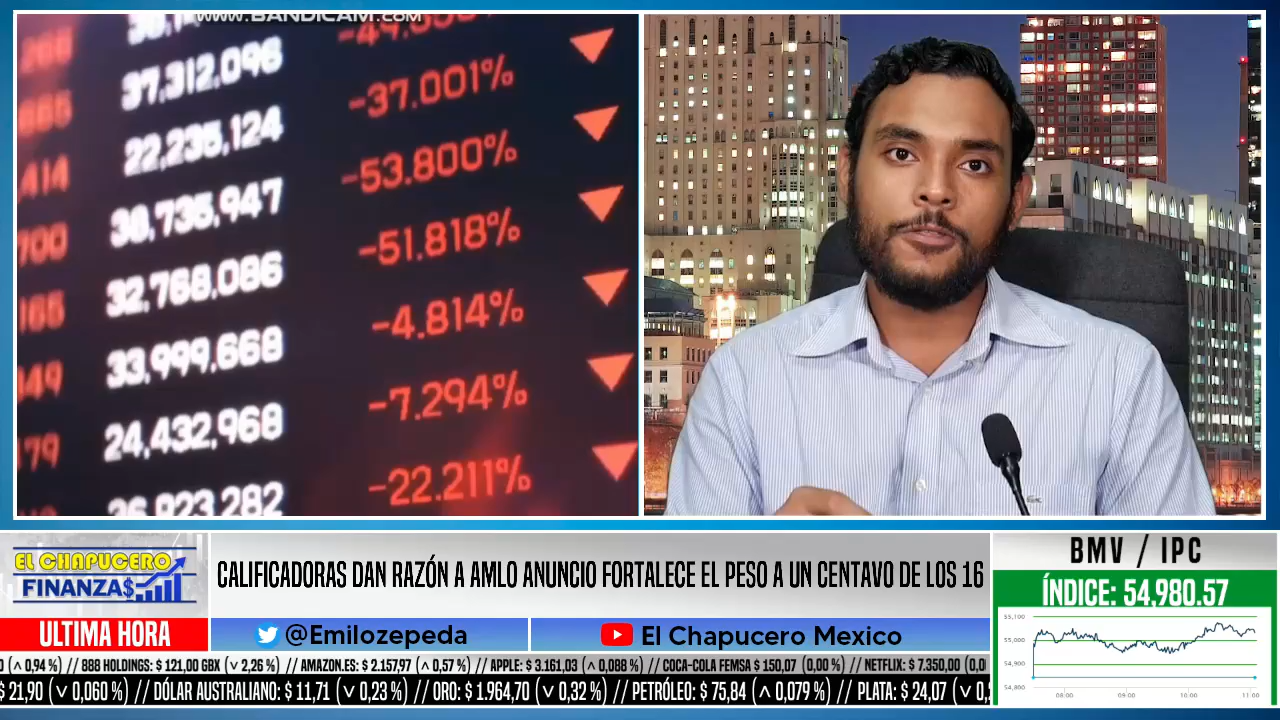 WWW.BANDICAM.COM
37,312,098
-37.001%
22,235,124
-53.800%
38,735,947
-51.818%
32,768,086
-4.814%
33,999,668
-7.294%
24,432,968
-22.211%
36,923,282
EL CHAPUCERO
FINANZA$
CALIFICADORAS DAN RAZÓN A AMLO ANUNCIO FORTALECE EL PESO A UN CENTAVO DE LOS 16
BMV / IPC
ÍNDICE: 54,980.57
55,100
55,000
54,900
54,800
08:00 09:00 10:00 11:00
ULTIMA HORA
@Emilozepeda
El Chapucero Mexico
(˄ 0,94 %) // 888 HOLDINGS: $ 121,00 GBX (˅ 2,26 %) // AMAZON.ES: $ 2.157,97 (˄ 0,57 %) // APPLE: $ 3.161,03 (˄ 0,088 %) // COCA-COLA FEMSA $ 150,07 (0,00 %) // NETFLIX: $ 7.350,00 (0,0
$ 21,90 (˅ 0,060 %) // DÓLAR AUSTRALIANO: $ 11,71 (˅ 0,23 %) // ORO: $ 1.964,70 (˅ 0,32 %) // PETRÓLEO: $ 75,84 (˄ 0,079 %) // PLATA: $ 24,07 (˅ 0,